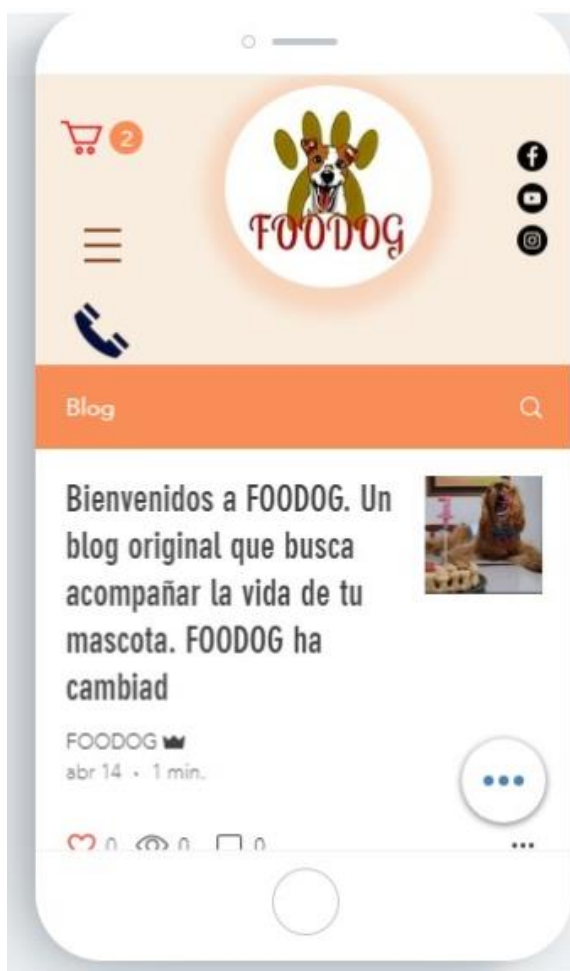 2
FOODOG
Blog
Bienvenidos a FOODOG. Un
blog original que busca
acompañar la vida de tu
mascota. FOODOG ha
cambiad
FOODOG
abr 14 • 1 min.
0 0 0